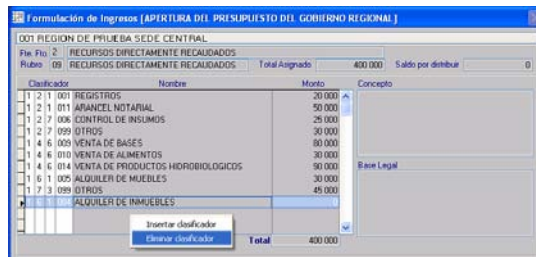 Formulación de Ingresos [APERTURA DEL PRESUPUESTO DEL GOBIERNO REGIONAL]
001 REGION DE PRUEBA SEDE CENTRAL
Fte. Fto. 2 RECURSOS DIRECTAMENTE RECAUDADOS
Rubro 09 RECURSOS DIRECTAMENTE RECAUDADOS Total Asignado 400 000 Saldo por distribuir 0
Clasificador Nombre Monto Concepto
1 2 1 001 REGISTROS 20 000
1 2 1 011 ARANCEL NOTARIAL 50 000
1 2 7 006 CONTROL DE INSUMOS 25 000
1 2 7 099 OTROS 30 000
1 4 6 009 VENTA DE BASES 80 000
1 4 6 010 VENTA DE ALIMENTOS 30 000
1 4 6 014 VENTA DE PRODUCTOS HIDROBIOLOGICOS 90 000 Base Legal
1 6 1 005 ALQUILER DE MUEBLES 30 000
1 7 3 099 OTROS 45 000
1 6 1 ALQUILER DE INMUEBLES 0
Insertar clasificador
Eliminar clasificador
Total 400 000